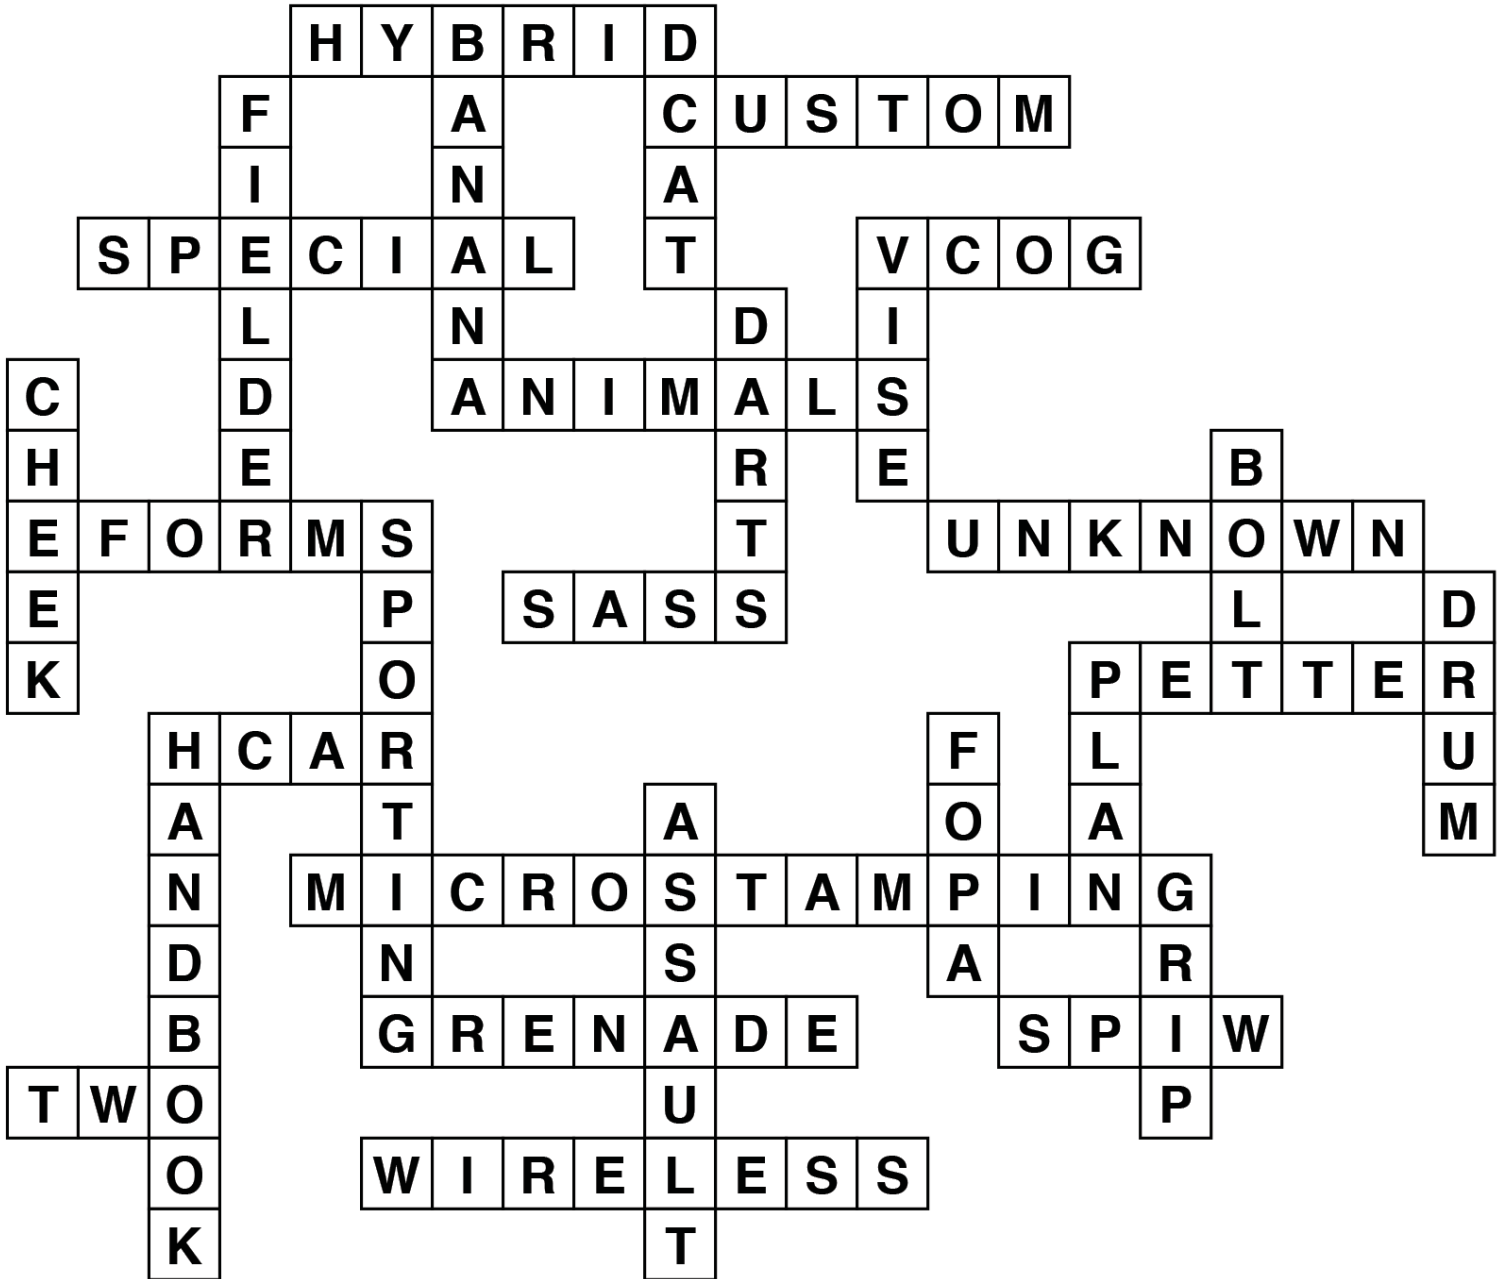 HYBRID
F A CUSTOM
I N A
SPECIAL T VCOG
L N D I
C D ANIMALS
H E R E B
EFORMS T UNKNOWN
E P SASS L D
K O PETTER
HCAR F L U
A T A O A M
N MICROSTAMPING
D N S A R
B GRENADE SPIW
TWO U P
O WIRELESS
K T